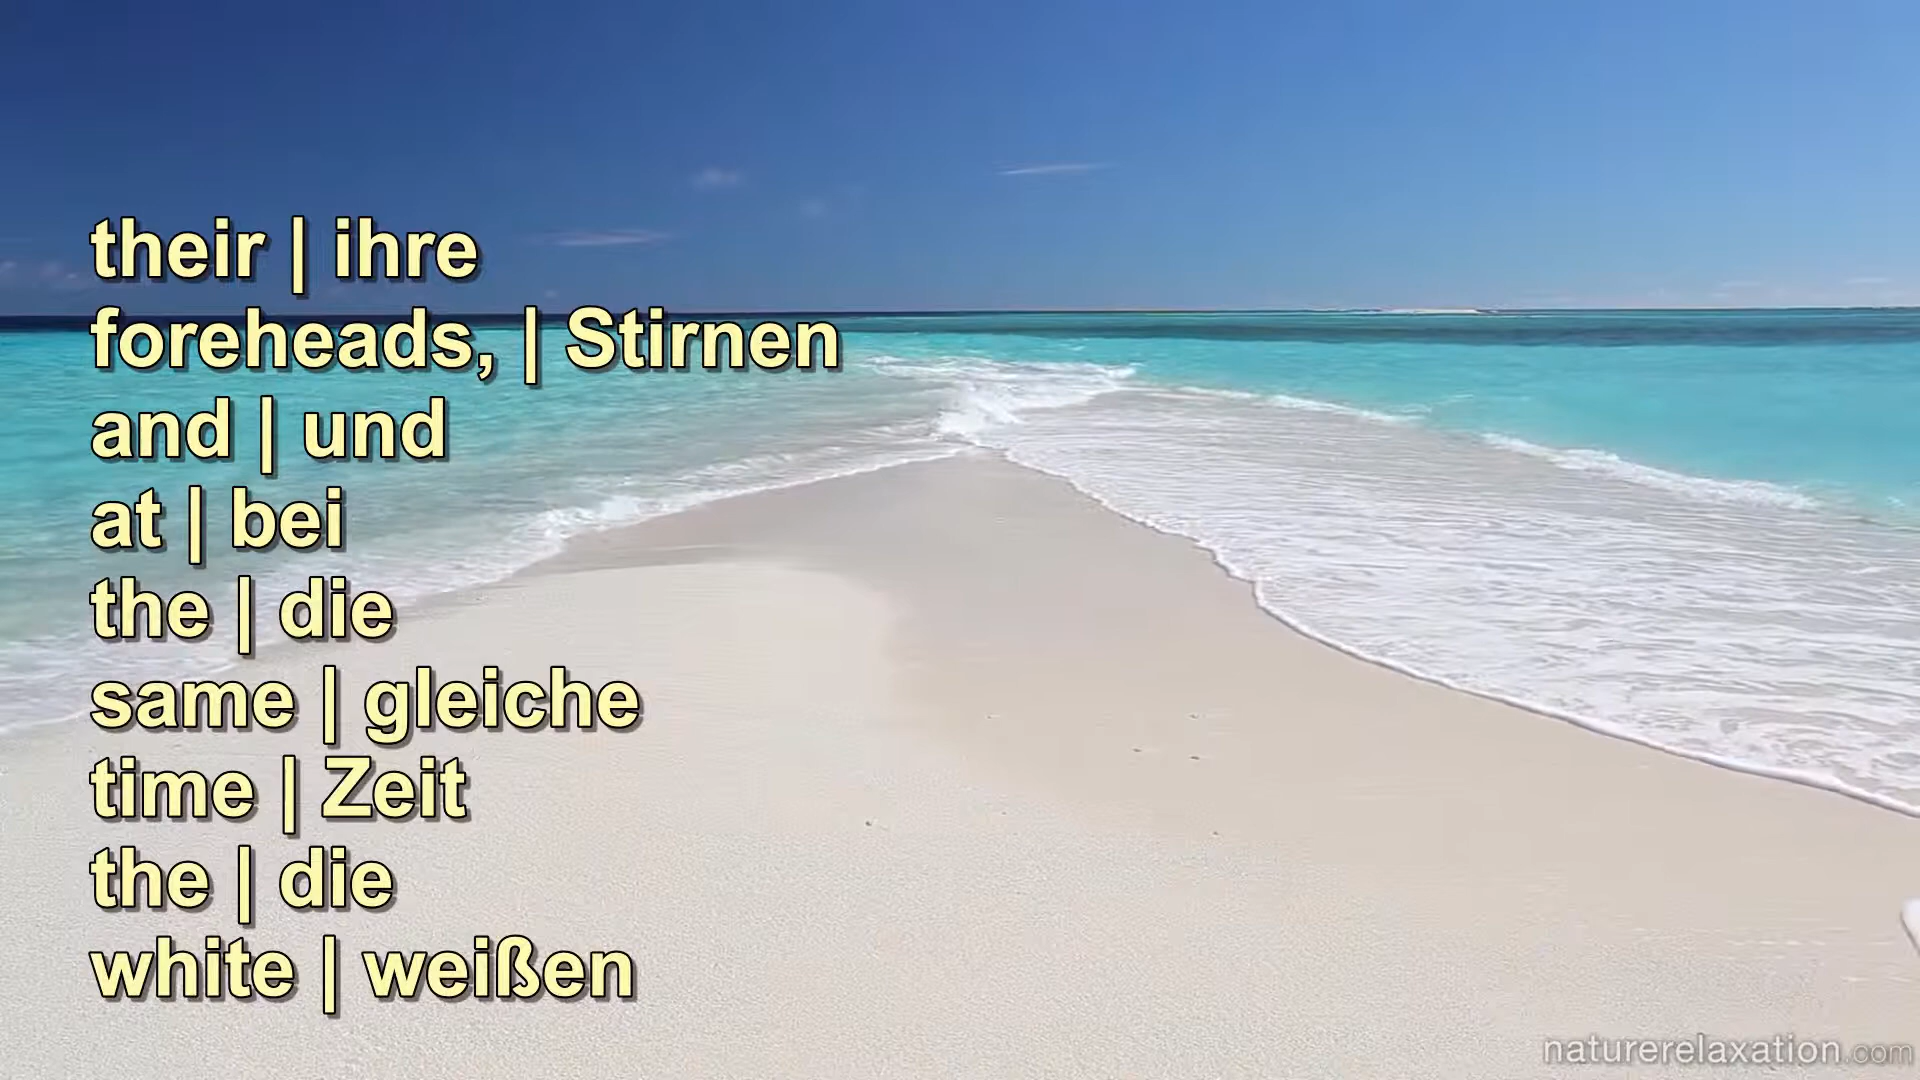 their | ihre
foreheads, | Stirnen
and | und
at | bei
the | die
same | gleiche
time | Zeit
the | die
white | weißen
naturerelaxation.com